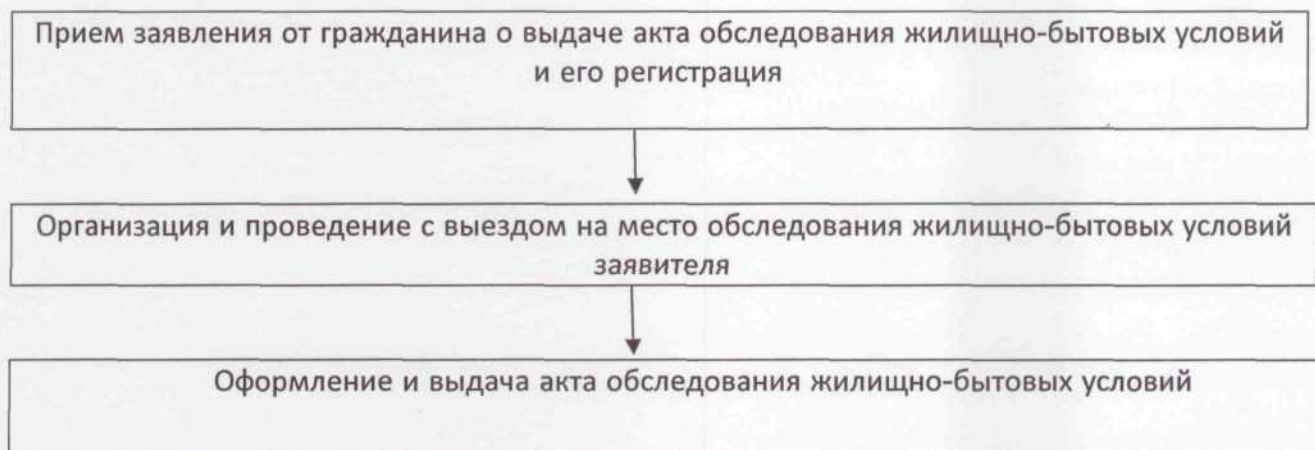 Прием заявления от гражданина о выдаче акта обследования жилищно-бытовых условий
и его регистрация
Организация и проведение с выездом на место обследования жилищно-бытовых условий
заявителя
Оформление и выдача акта обследования жилищно-бытовых условий